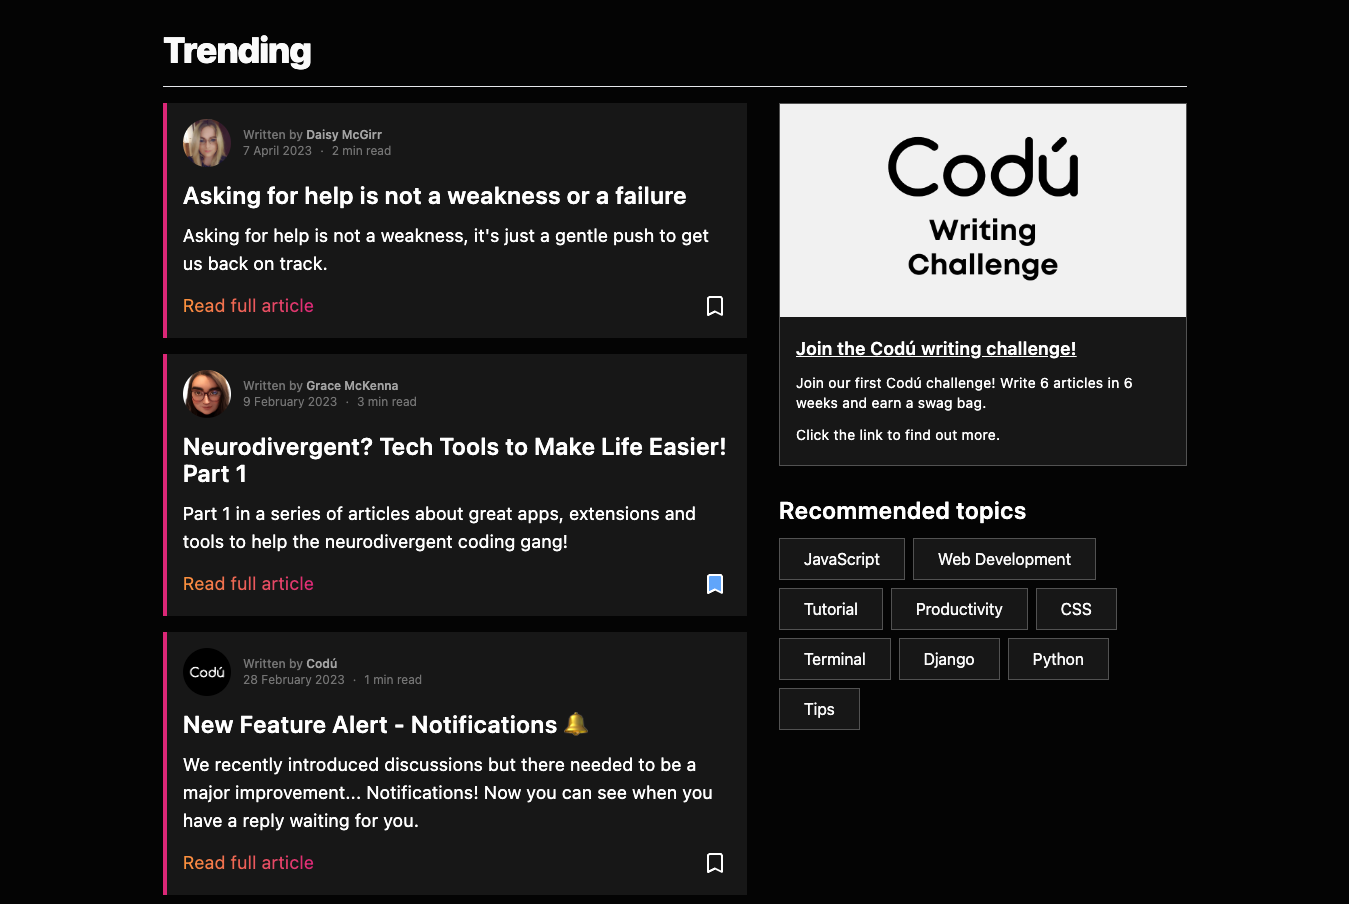 Trending
Written by Daisy McGirr
7 April 2023 · 2 min read
Asking for help is not a weakness or a failure
Asking for help is not a weakness, it's just a gentle push to get
us back on track.
Read full article
Written by Grace McKenna
9 February 2023 · 3 min read
Neurodivergent? Tech Tools to Make Life Easier!
Part 1
Part 1 in a series of articles about great apps, extensions and
tools to help the neurodivergent coding gang!
Read full article
Codú
Written by Codú
28 February 2023 · 1 min read
New Feature Alert - Notifications 🔔
We recently introduced discussions but there needed to be a
major improvement... Notifications! Now you can see when you
have a reply waiting for you.
Read full article
Codú
Writing
Challenge
Join the Codú writing challenge!
Join our first Codú challenge! Write 6 articles in 6
weeks and earn a swag bag.
Click the link to find out more.
Recommended topics
JavaScript Web Development
Tutorial Productivity CSS
Terminal Django Python
Tips